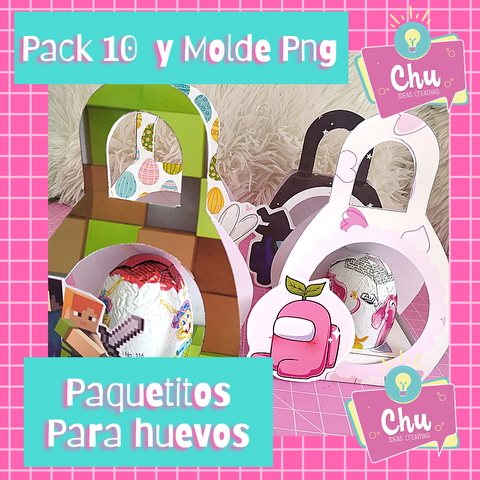 Pack 10 y Molde Png
Chu
IDEAS CREATIVAS
Paquetitos
Para huevos
Chu
IDEAS CREATIVAS